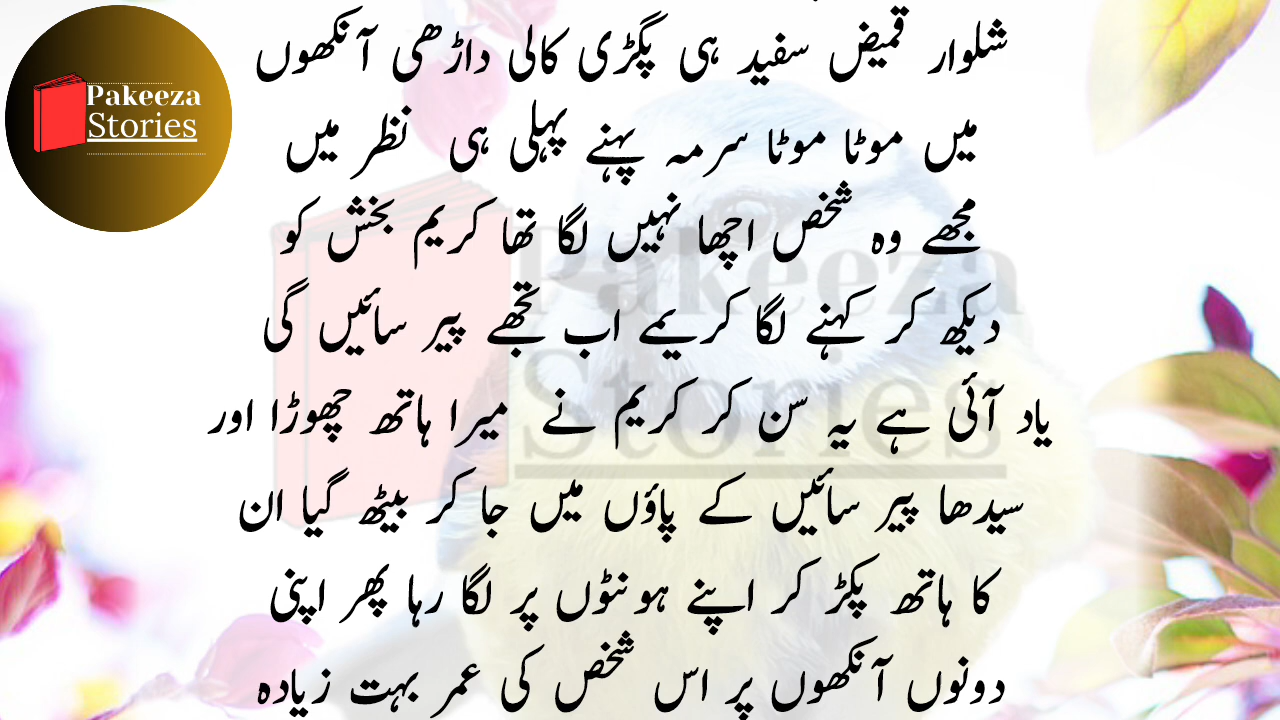 Pakeeza
Stories
شلوار قمیض سفید ہی پگڑی کالی داڑھی آنکھوں
میں موٹا موٹا سرمہ پہنے پہلی ہی نظر میں
مجھے وہ شخص اچھا نہیں لگا تھا کریم بخش کو
دیکھ کر کہنے لگا کریمے اب تجھے پیر سائیں گی
یاد آئی ہے یہ سن کر کریم نے میرا ہاتھ چھوڑا اور
سیدھا پیر سائیں کے پاؤں میں جا کر بیٹھ گیا ان
کا ہاتھ پکڑ کر اپنے ہونٹوں پر لگا رہا پھر اپنی
دونوں آنکھوں پر اس شخص کی عمر بہت زیادہ
Pakeeza
Stories